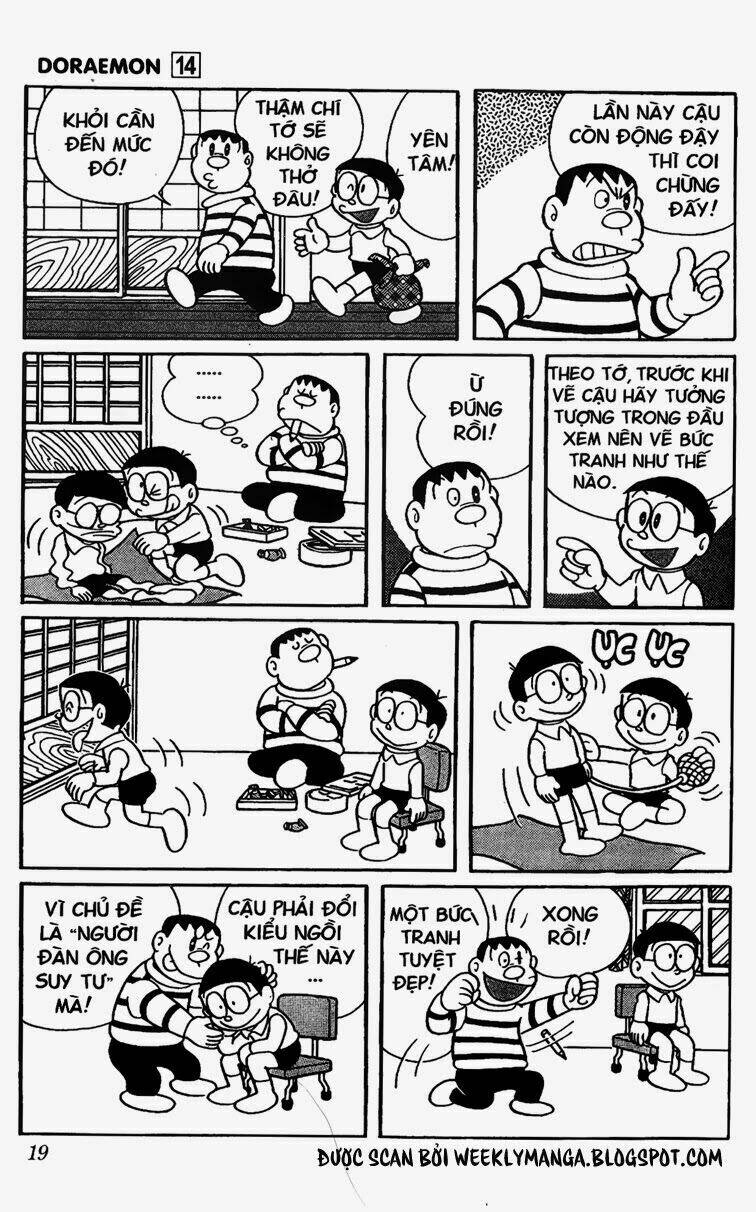 DORAEMON 14
LẦN NÀY CẬU
CÒN ĐỘNG ĐẬY
THÌ COI
CHỪNG
ĐẤY!
YÊN
TÂM!
THẬM CHÍ
TỚ SẼ
KHÔNG
THỞ
ĐÂU!
KHỎI CẦN
ĐẾN MỨC
ĐÓ!
THEO TỚ, TRƯỚC KHI
VẼ CẬU HÃY TƯỞNG
TƯỢNG TRONG ĐẦU
XEM NÊN VẼ BỨC
TRANH NHƯ THẾ
NÀO.
Ừ
ĐÚNG
RỒI!
......
......
ỤC ỤC
XONG
RỒI!
MỘT BỨC
TRANH
TUYỆT
ĐẸP!
CẬU PHẢI ĐỔI
KIỂU NGỒI
THẾ NÀY
...
VÌ CHỦ ĐỀ
LÀ "NGƯỜI
ĐÀN ÔNG
SUY TƯ"
MÀ!
19
ĐƯỢC SCAN BỞI WEEKLYMANGA.BLOGSPOT.COM